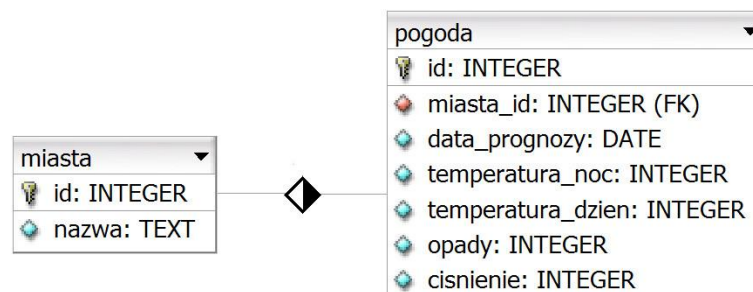 miasta
id: INTEGER
nazwa: TEXT
pogoda
id: INTEGER
miasta_id: INTEGER (FK)
data_prognozy: DATE
temperatura_noc: INTEGER
temperatura_dzien: INTEGER
opady: INTEGER
cisnienie: INTEGER